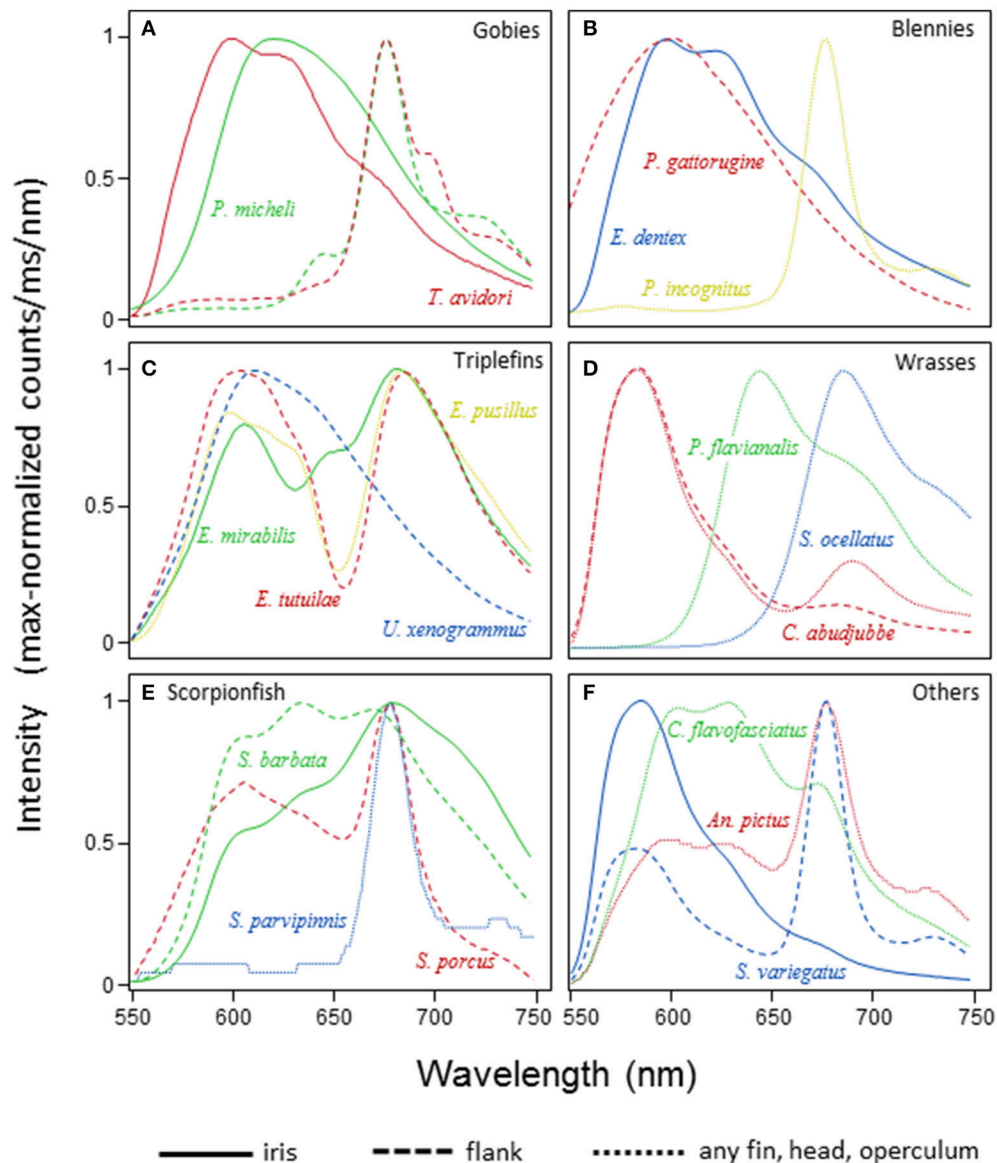 A
Gobies
1
0.5
0
P. micheli
T. avidori
B
Blennies
P. gattorugine
E. dentex
P. incognitus
C
Triplefins
1
0.5
0
E. pusillus
E. mirabilis
E. tutuilae
U. xenogrammus
D
Wrasses
P. flavianalis
S. ocellatus
C. abudjubbe
E
Scorpionfish
1
0.5
0
S. barbata
S. parvipinnis
S. porcus
F
Others
C. flavofasciatus
An. pictus
S. variegatus
550 600 650 700 750
550 600 650 700 750
Intensity (max-normalized counts/ms/nm)
Wavelength (nm)
iris flank any fin, head, operculum